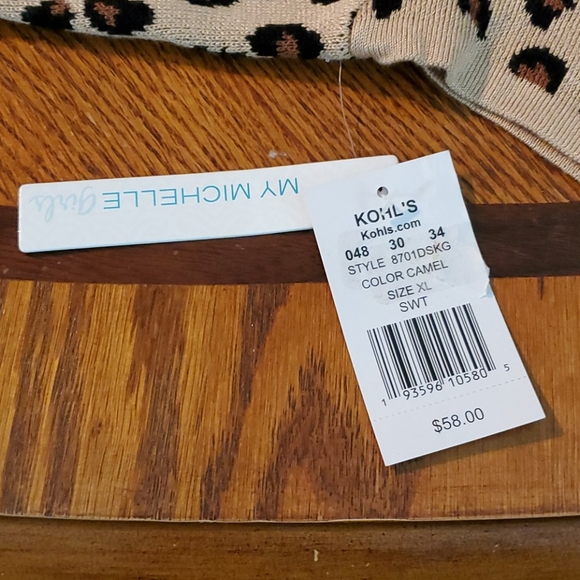 MY MICHELLE Girls
KOHL'S
Kohls.com
048 30 34
STYLE 8701DSKG
COLOR CAMEL
SIZE XL
SWT
1 93596 10580 5
$58.00